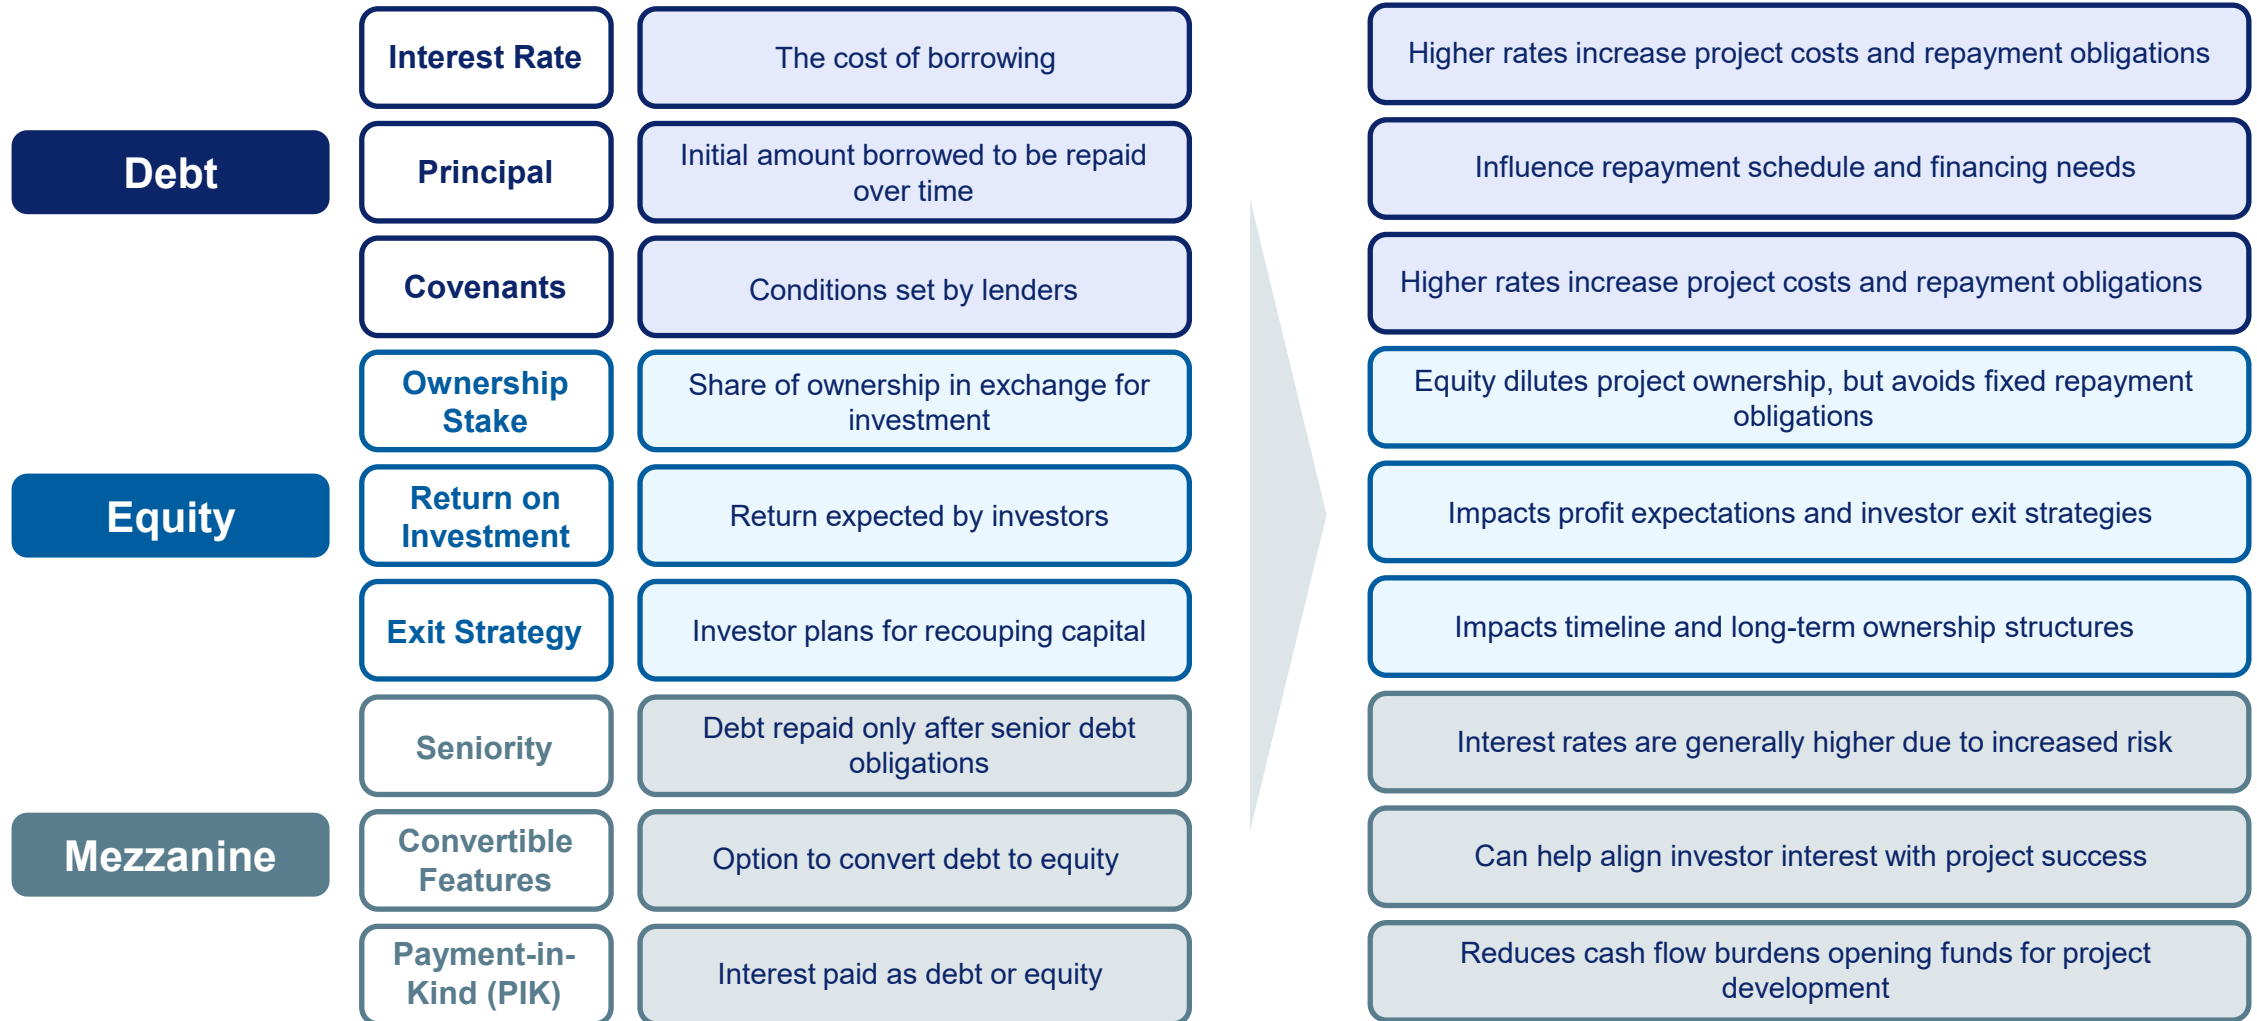 Debt
Interest Rate
The cost of borrowing
Higher rates increase project costs and repayment obligations
Principal
Initial amount borrowed to be repaid
over time
Influence repayment schedule and financing needs
Covenants
Conditions set by lenders
Higher rates increase project costs and repayment obligations
Equity
Ownership
Stake
Share of ownership in exchange for
investment
Equity dilutes project ownership, but avoids fixed repayment
obligations
Return on
Investment
Return expected by investors
Impacts profit expectations and investor exit strategies
Exit Strategy
Investor plans for recouping capital
Impacts timeline and long-term ownership structures
Mezzanine
Seniority
Debt repaid only after senior debt
obligations
Interest rates are generally higher due to increased risk
Convertible
Features
Option to convert debt to equity
Can help align investor interest with project success
Payment-in-
Kind (PIK)
Interest paid as debt or equity
Reduces cash flow burdens opening funds for project
development